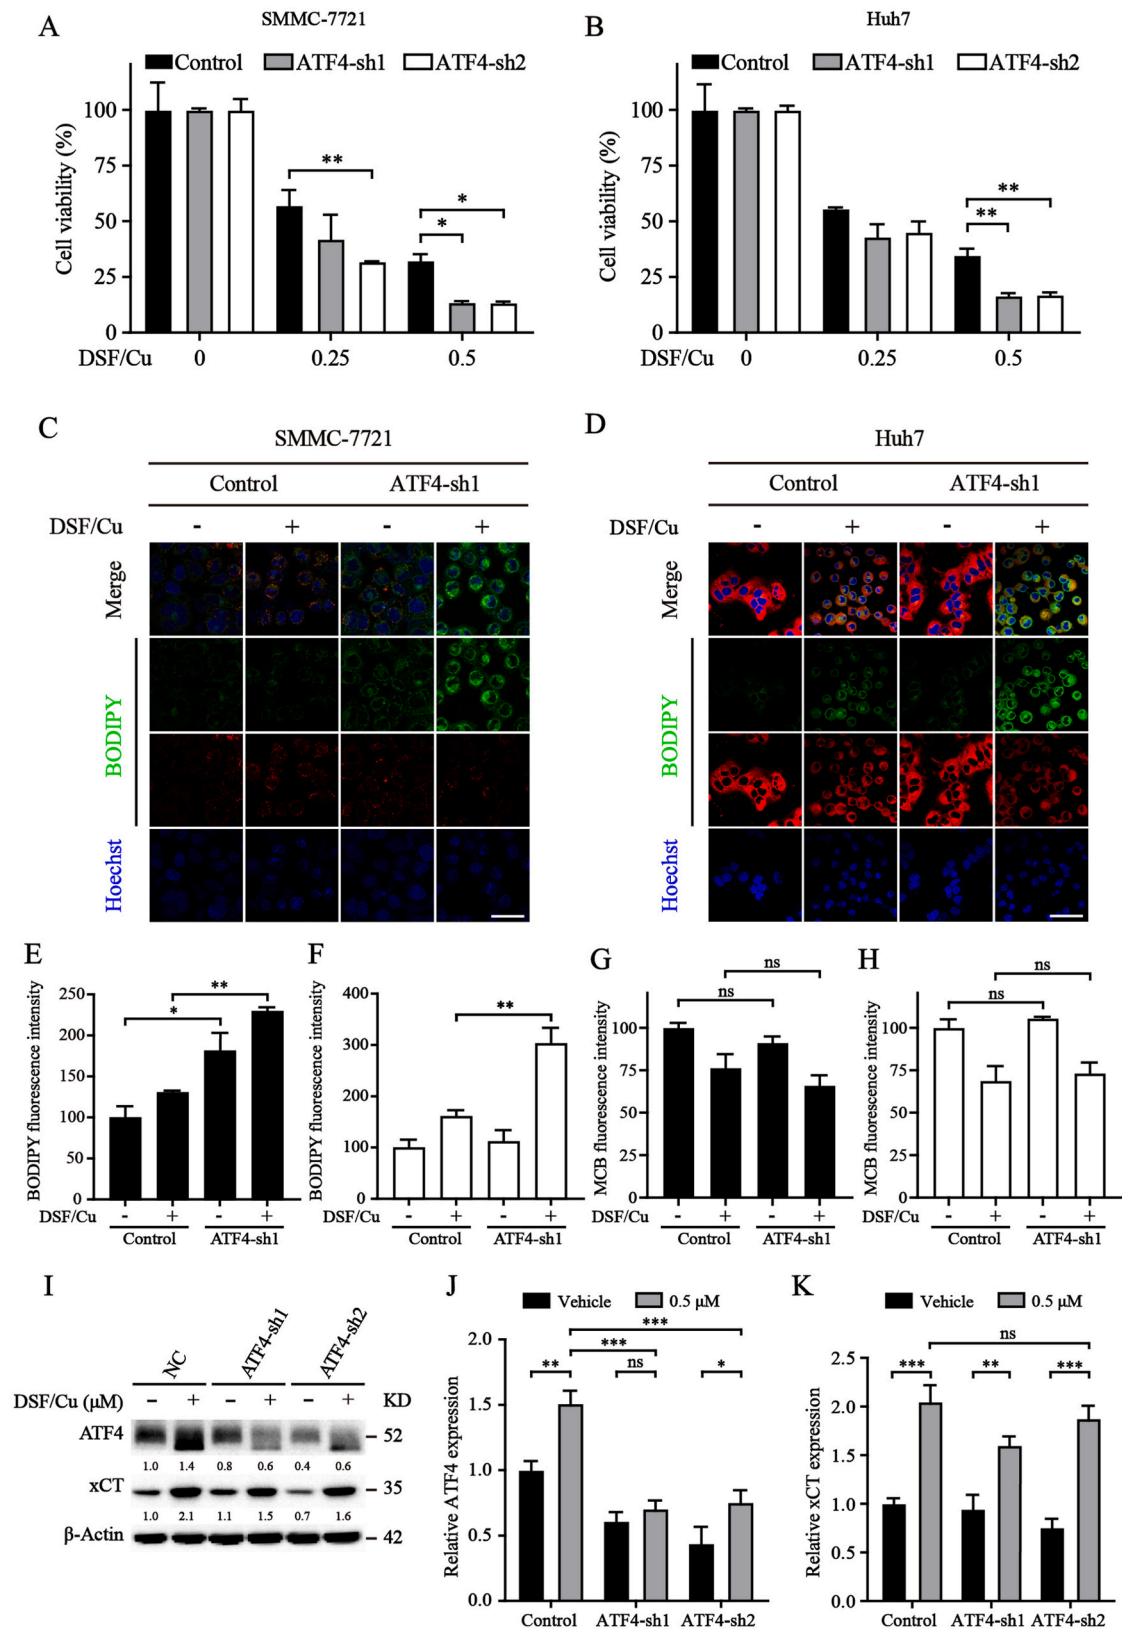 A
SMMC-7721
Control ATF4-sh1 ATF4-sh2
Cell viability (%)
100
75
50
25
0
**
*
*
DSF/Cu 0 0.25 0.5
B
Huh7
Control ATF4-sh1 ATF4-sh2
Cell viability (%)
100
75
50
25
0
**
**
DSF/Cu 0 0.25 0.5
C
SMMC-7721
Control ATF4-sh1
DSF/Cu - + - +
Merge
BODIPY
Hoechst
D
Huh7
Control ATF4-sh1
DSF/Cu - + - +
Merge
BODIPY
Hoechst
E
BODIPY fluorescence intensity
250
200
150
100
50
0
**
*
DSF/Cu - + - +
Control ATF4-sh1
F
BODIPY fluorescence intensity
400
300
200
100
0
**
DSF/Cu - + - +
Control ATF4-sh1
G
MCB fluorescence intensity
100
75
50
25
0
ns
ns
DSF/Cu - + - +
Control ATF4-sh1
H
MCB fluorescence intensity
100
75
50
25
0
ns
ns
DSF/Cu - + - +
Control ATF4-sh1
I
NC ATF4-sh1 ATF4-sh2
DSF/Cu (μM) - + - + - + KD
ATF4 52
1.0 1.4 0.8 0.6 0.4 0.6
xCT 35
1.0 2.1 1.1 1.5 0.7 1.6
β-Actin 42
J
Vehicle 0.5 μM
Relative ATF4 expression
2.0
1.5
1.0
0.5
0.0
***
***
** ns *
Control ATF4-sh1 ATF4-sh2
K
Vehicle 0.5 μM
Relative xCT expression
2.5
2.0
1.5
1.0
0.5
0.0
ns
*** ** ***
Control ATF4-sh1 ATF4-sh2